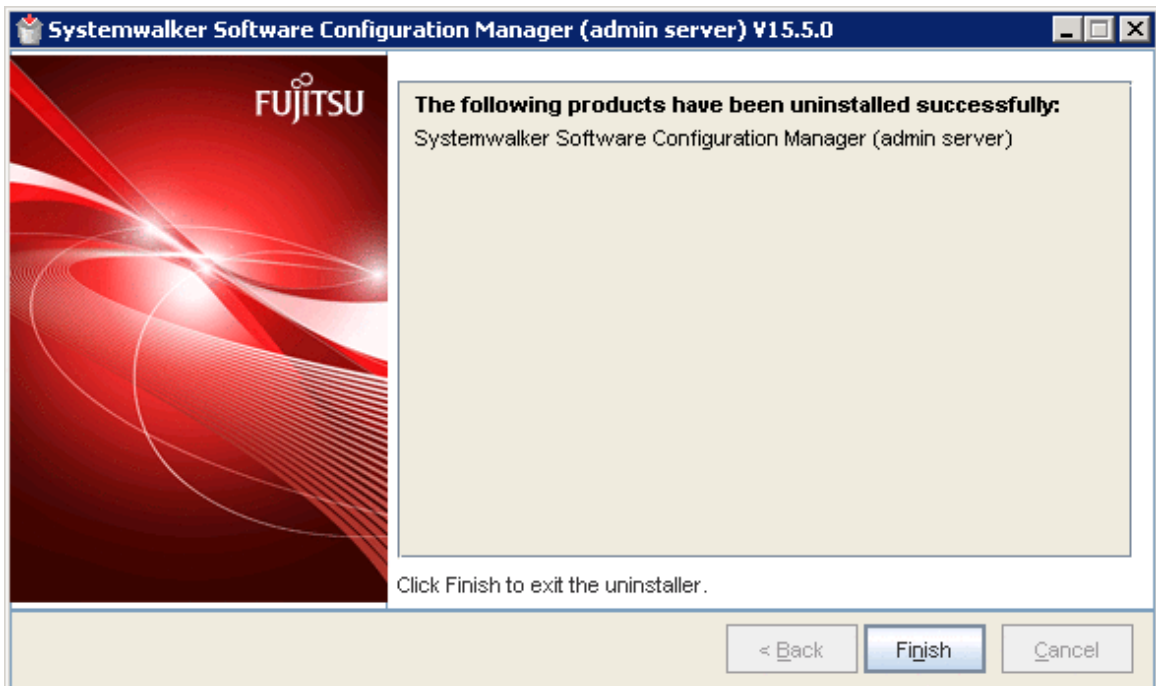 Systemwalker Software Configuration Manager (admin server) V15.5.0
FUJITSU
The following products have been uninstalled successfully:
Systemwalker Software Configuration Manager (admin server)
Click Finish to exit the uninstaller.
< Back Finish Cancel